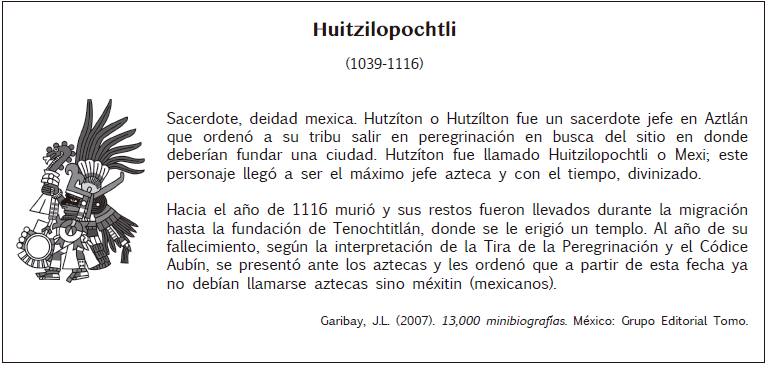 Huitzilopochtli
(1039-1116)
Sacerdote, deidad mexica. Hutzíton o Hutzílton fue un sacerdote jefe en Aztlán
que ordenó a su tribu salir en peregrinación en busca del sitio en donde
deberían fundar una ciudad. Hutzíton fue llamado Huitzilopochtli o Mexi; este
personaje llegó a ser el máximo jefe azteca y con el tiempo, divinizado.
Hacia el año de 1116 murió y sus restos fueron llevados durante la migración
hasta la fundación de Tenochtitlán, donde se le erigió un templo. Al año de su
fallecimiento, según la interpretación de la Tira de la Peregrinación y el Códice
Aubín, se presentó ante los aztecas y les ordenó que a partir de esta fecha ya
no debían llamarse aztecas sino méxitin (mexicanos).
Garibay, J.L. (2007). 13,000 minibiografías. México: Grupo Editorial Tomo.